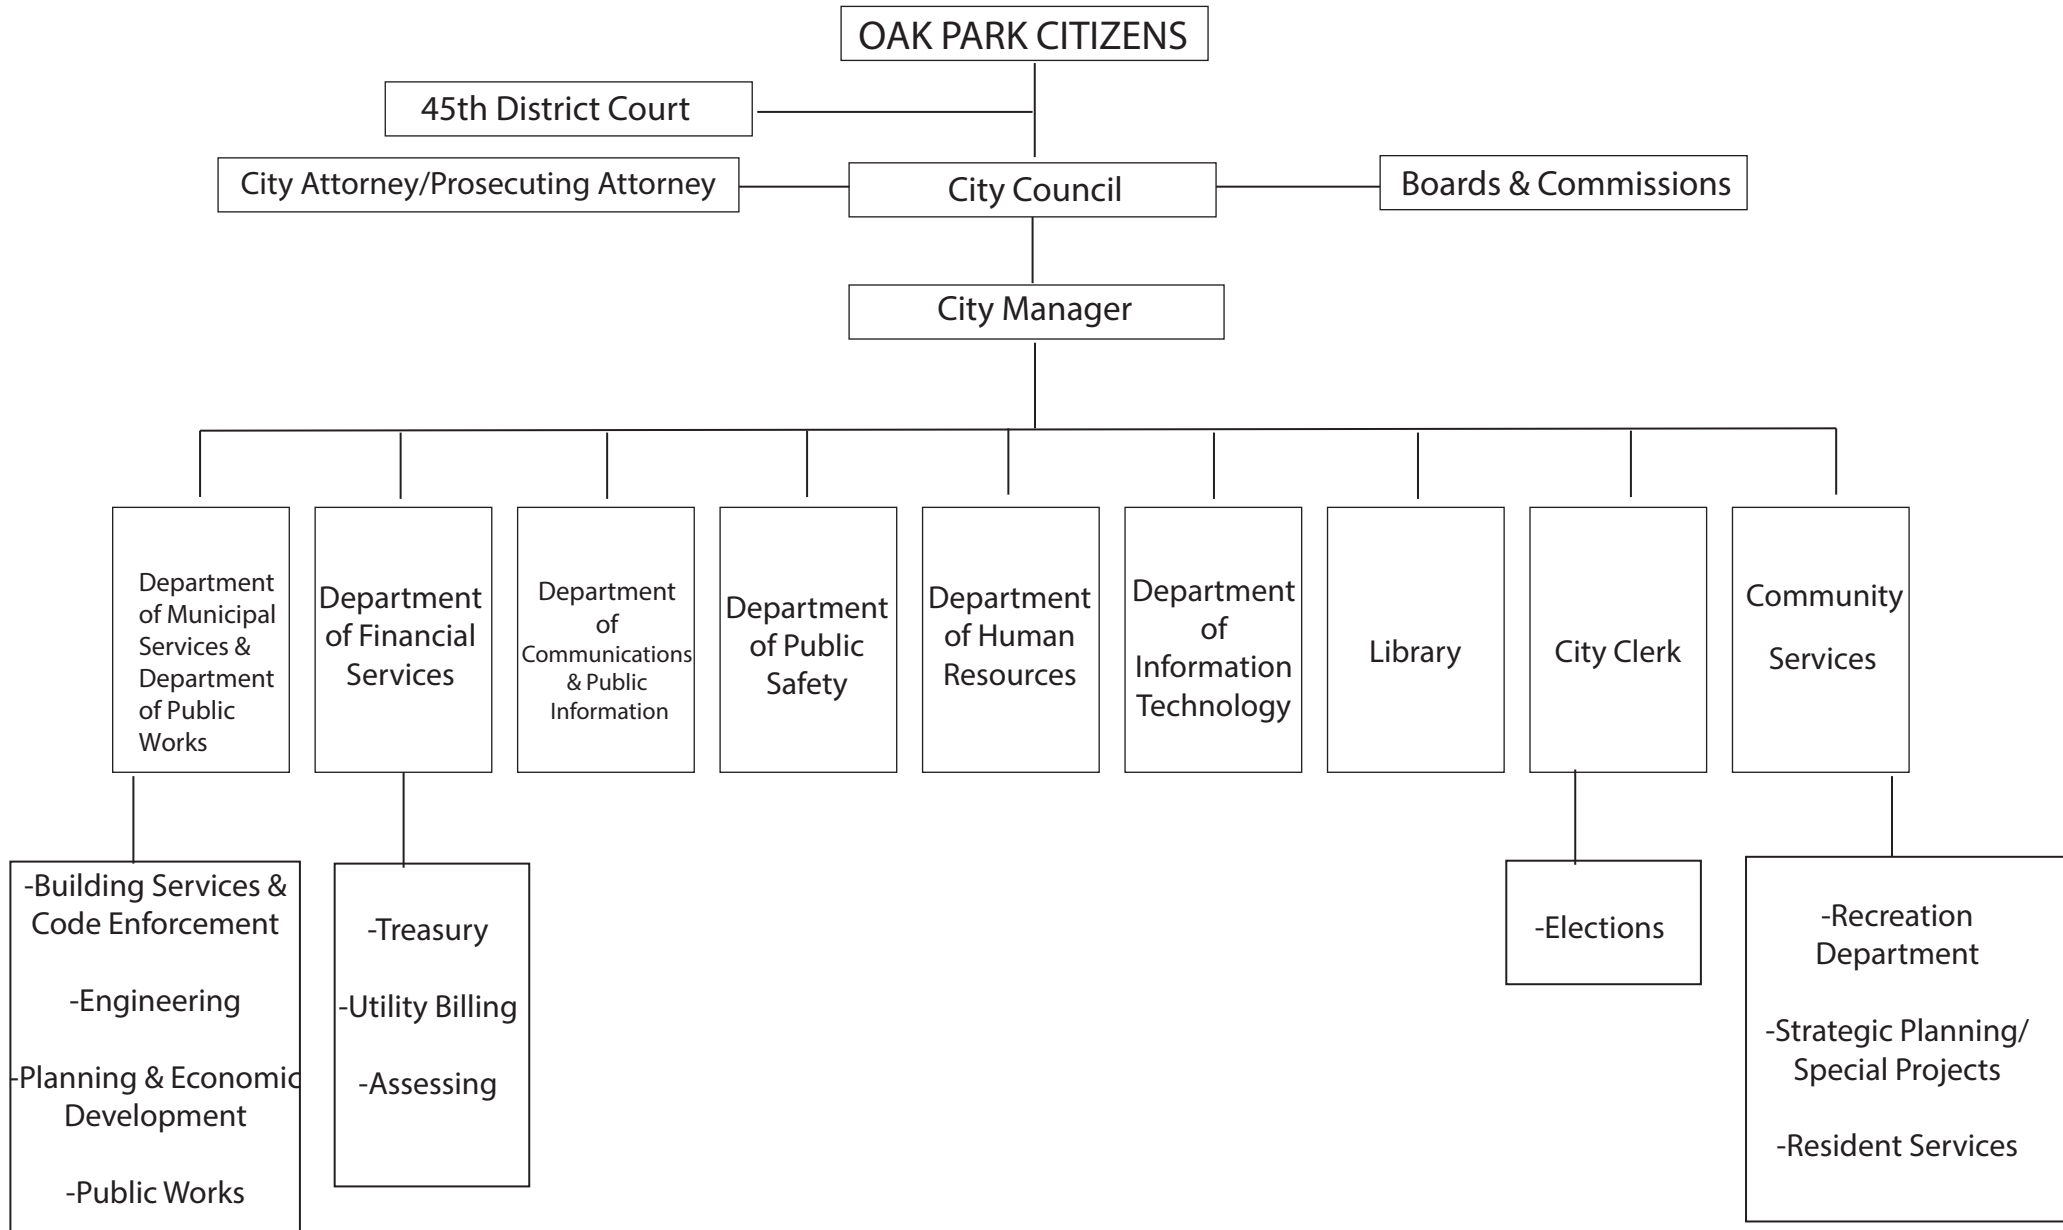 OAK PARK CITIZENS
45th District Court
City Attorney/Prosecuting Attorney
City Council
Boards & Commissions
City Manager
Department
of Municipal
Services &
Department
of Public
Works
Department
of Financial
Services
Department
of
Communications
& Public
Information
Department
of Public
Safety
Department
of Human
Resources
Department
of
Information
Technology
Library
City Clerk
Community
Services
-Building Services &
Code Enforcement
-Engineering
-Planning & Economic
Development
-Public Works
-Treasury
-Utility Billing
-Assessing
-Elections
-Recreation
Department
-Strategic Planning/
Special Projects
-Resident Services